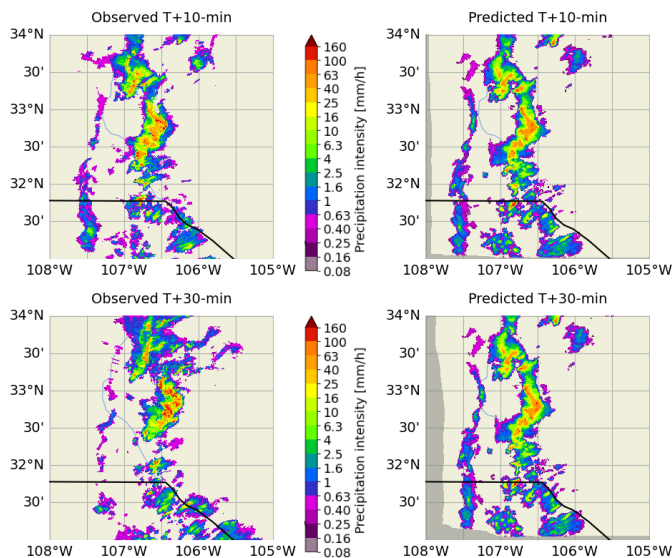 Observed T+10-min
Predicted T+10-min
34°N
30'
33°N
30'
32°N
30'
108°W
107°W
106°W
105°W
160
100
63
40
25
16
10
6.3
4
2.5
1.6
1
0.63
0.40
0.25
0.16
0.08
Precipitation intensity [mm/h]
34°N
30'
33°N
30'
32°N
30'
108°W
107°W
106°W
105°W
Observed T+30-min
Predicted T+30-min
34°N
30'
33°N
30'
32°N
30'
108°W
107°W
106°W
105°W
160
100
63
40
25
16
10
6.3
4
2.5
1.6
1
0.63
0.40
0.25
0.16
0.08
Precipitation intensity [mm/h]
34°N
30'
33°N
30'
32°N
30'
108°W
107°W
106°W
105°W